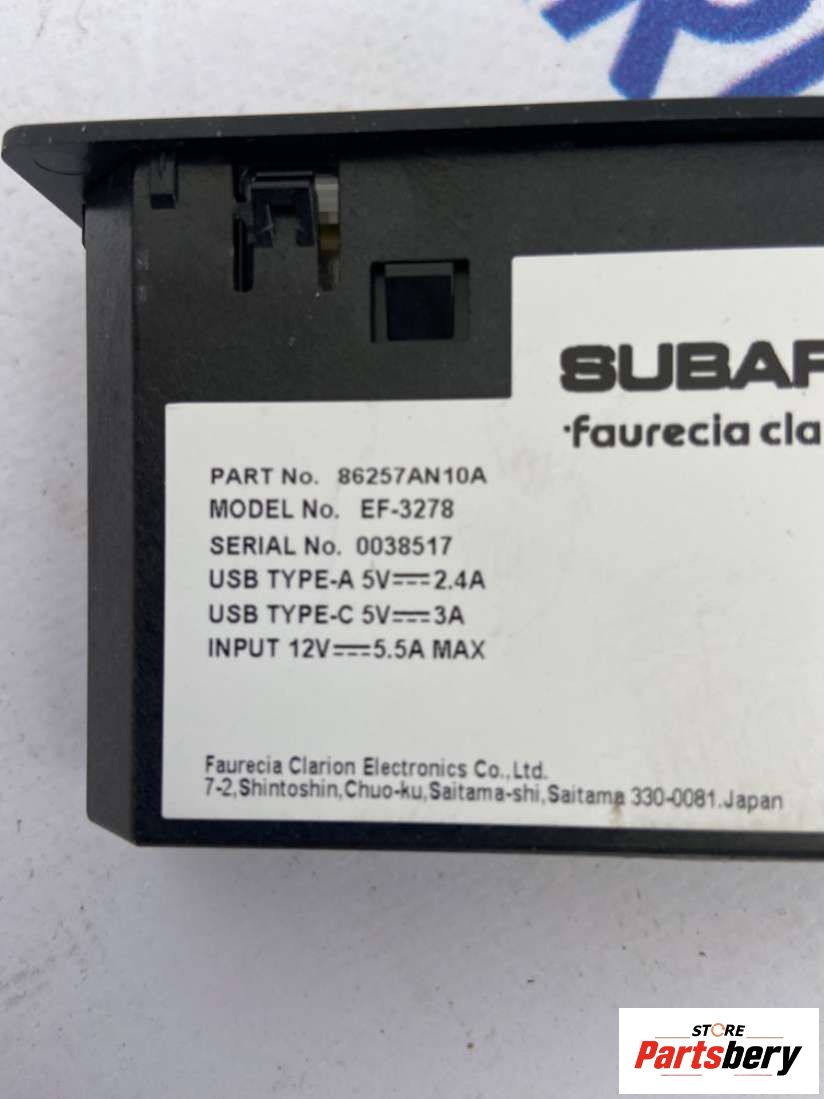 SUBAR
faurecia cla
PART No. 86257AN10A
MODEL No. EF-3278
SERIAL No. 0038517
USB TYPE-A 5V⎓2.4A
USB TYPE-C 5V⎓3A
INPUT 12V⎓5.5A MAX
Faurecia Clarion Electronics Co.,Ltd.
7-2,Shintoshin,Chuo-ku,Saitama-shi,Saitama 330-0081.Japan
STORE
Partsbery